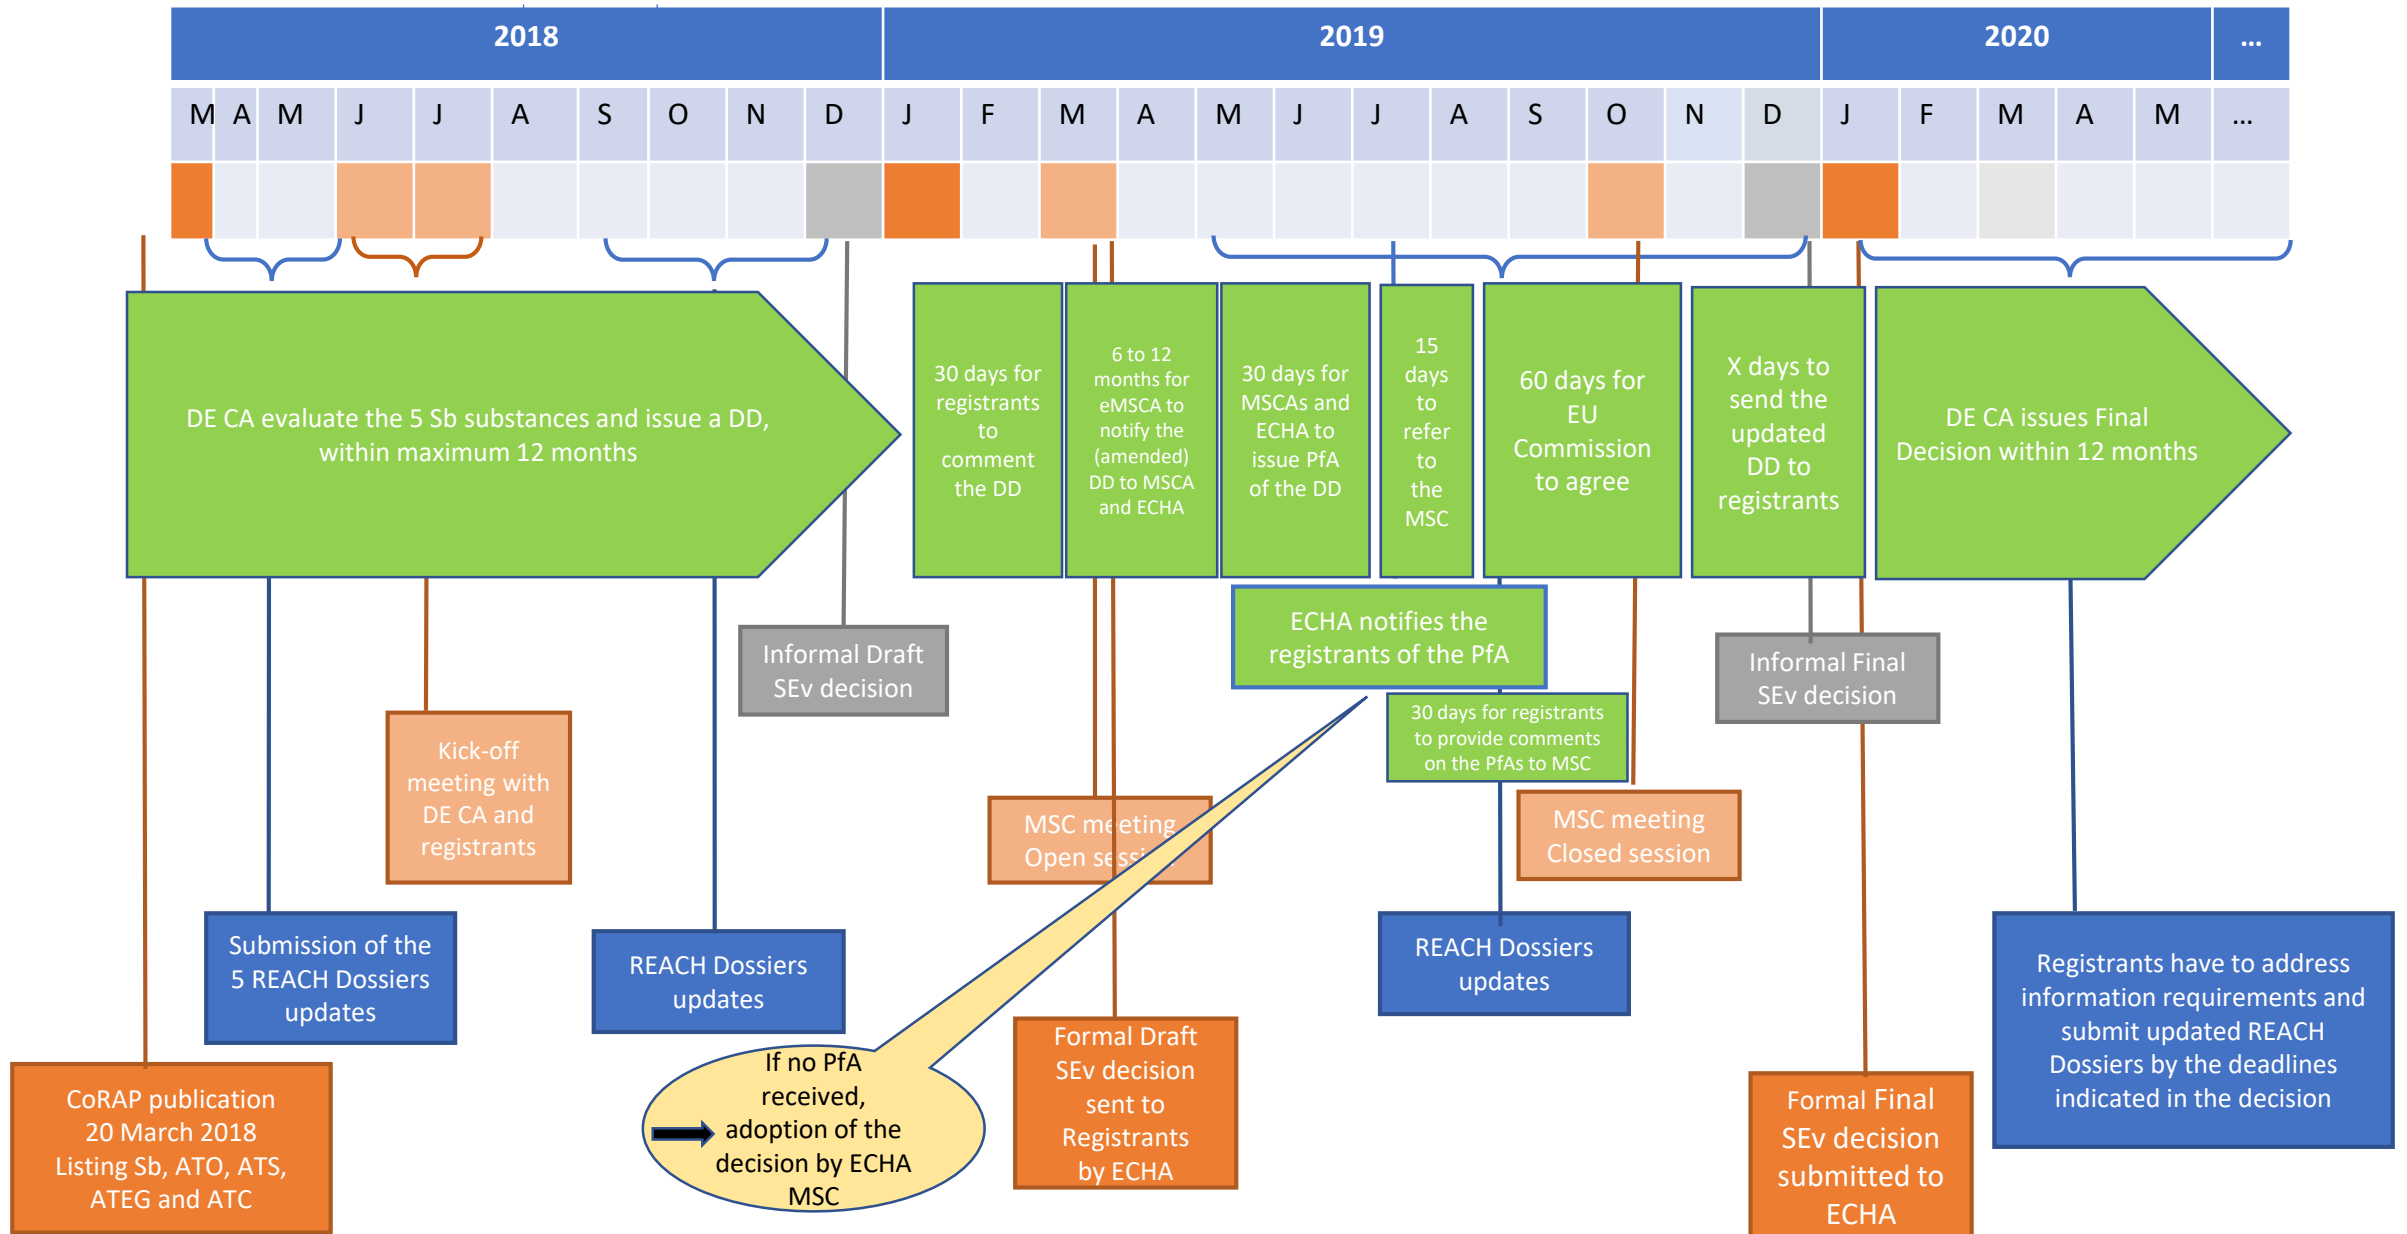 2018
2019
2020
...
M A M J J A S O N D J F M A M J J A S O N D J F M A M ...
DE CA evaluate the 5 Sb substances and issue a DD,
within maximum 12 months
30 days for
registrants
to
comment
the DD
6 to 12
months for
eMSCA to
notify the
(amended)
DD to MSCA
and ECHA
30 days for
MSCAs and
ECHA to
issue PfA
of the DD
15
days
to
refer
to
the
MSC
60 days for
EU
Commission
to agree
X days to
send the
updated
DD to
registrants
DE CA issues Final
Decision within 12 months
ECHA notifies the
registrants of the PfA
30 days for registrants
to provide comments
on the PfAs to MSC
Informal Draft
SEv decision
Informal Final
SEv decision
Kick-off
meeting with
DE CA and
registrants
MSC meeting
Open
MSC meeting
Closed session
Submission of the
5 REACH Dossiers
updates
REACH Dossiers
updates
REACH Dossiers
updates
Registrants have to address
information requirements and
submit updated REACH
Dossiers by the deadlines
indicated in the decision
CoRAP publication
20 March 2018
Listing Sb, ATO, ATS,
ATEG and ATC
If no PfA
received,
adoption of the
decision by ECHA
MSC
Formal Draft
SEv decision
sent to
Registrants
by ECHA
Formal Final
SEv decision
submitted to
ECHA